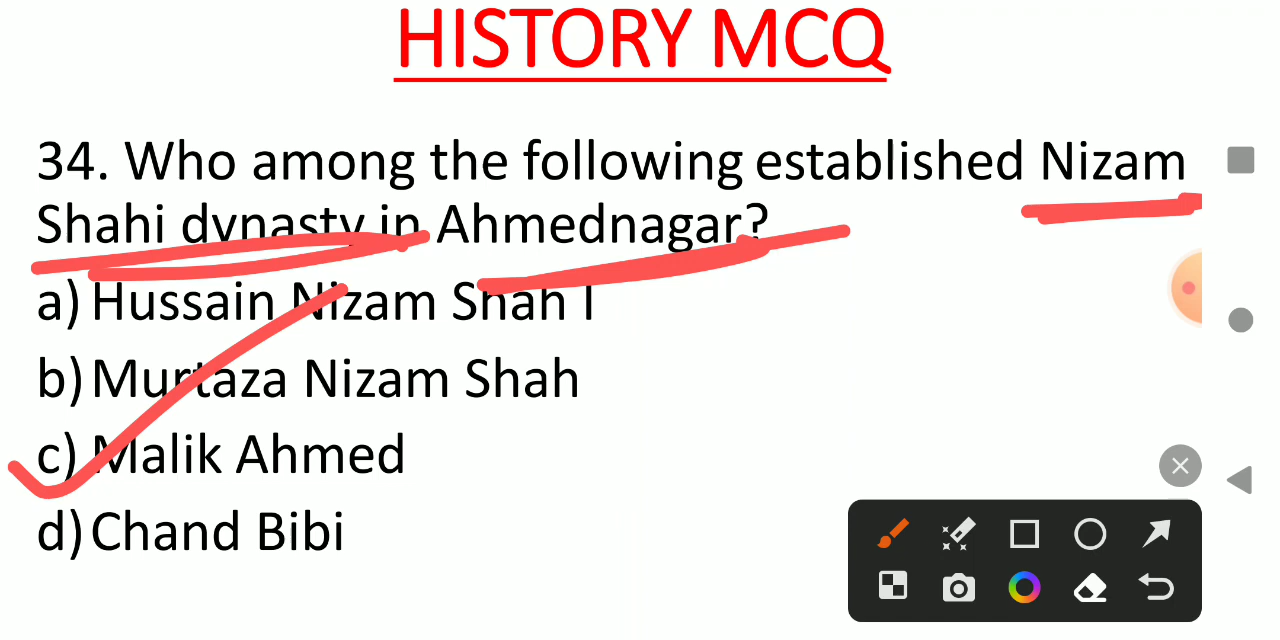 HISTORY MCQ
34. Who among the following established Nizam
Shahi dynasty in Ahmednagar?
a) Hussain Nizam Shah I
b) Murtaza Nizam Shah
c) Malik Ahmed
d) Chand Bibi